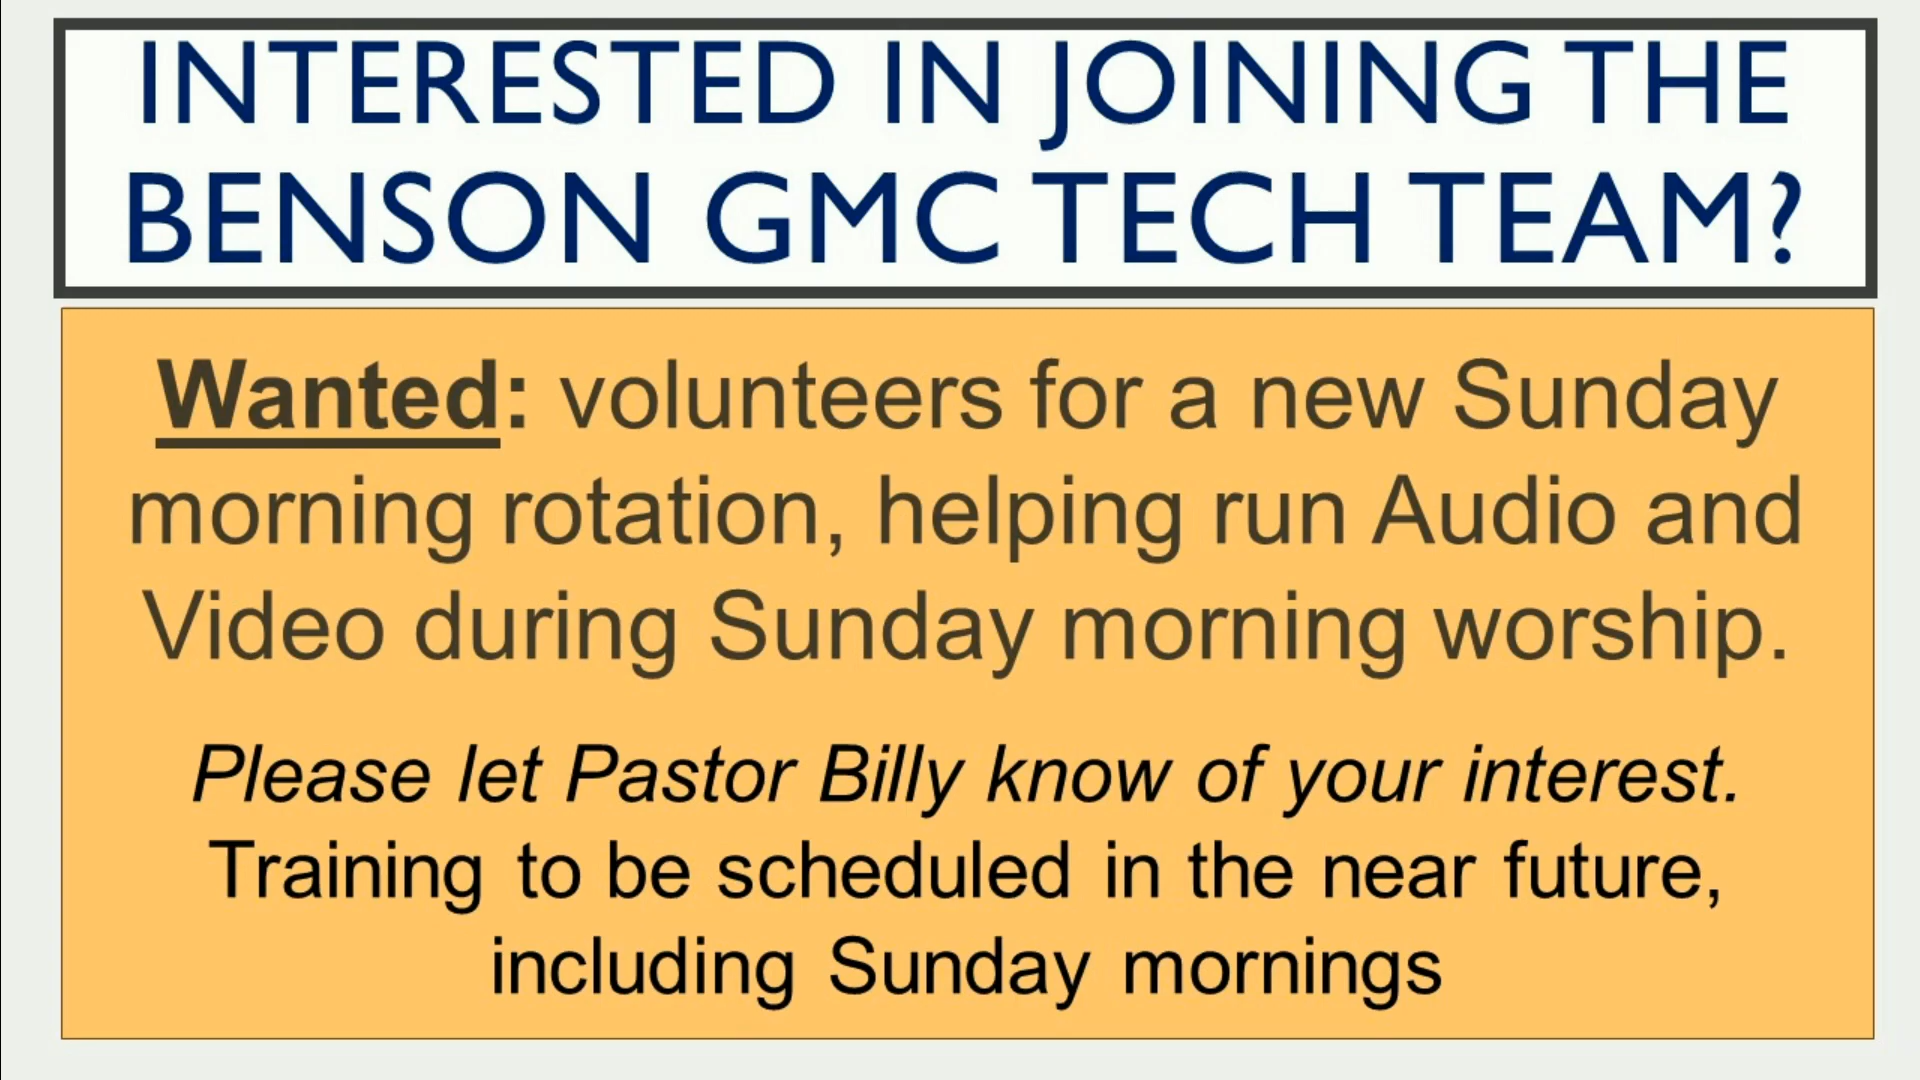 INTERESTED IN JOINING THE
BENSON GMC TECH TEAM?
Wanted: volunteers for a new Sunday
morning rotation, helping run Audio and
Video during Sunday morning worship.
Please let Pastor Billy know of your interest.
Training to be scheduled in the near future,
including Sunday mornings